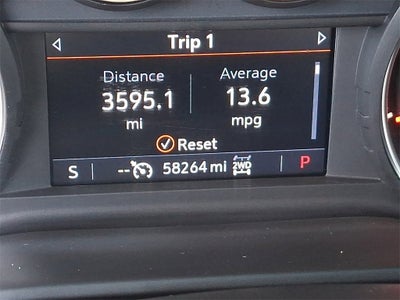 Trip 1
Distance Average
3595.1 13.6
mi mpg
Reset
S -- 58264 mi 2WD P